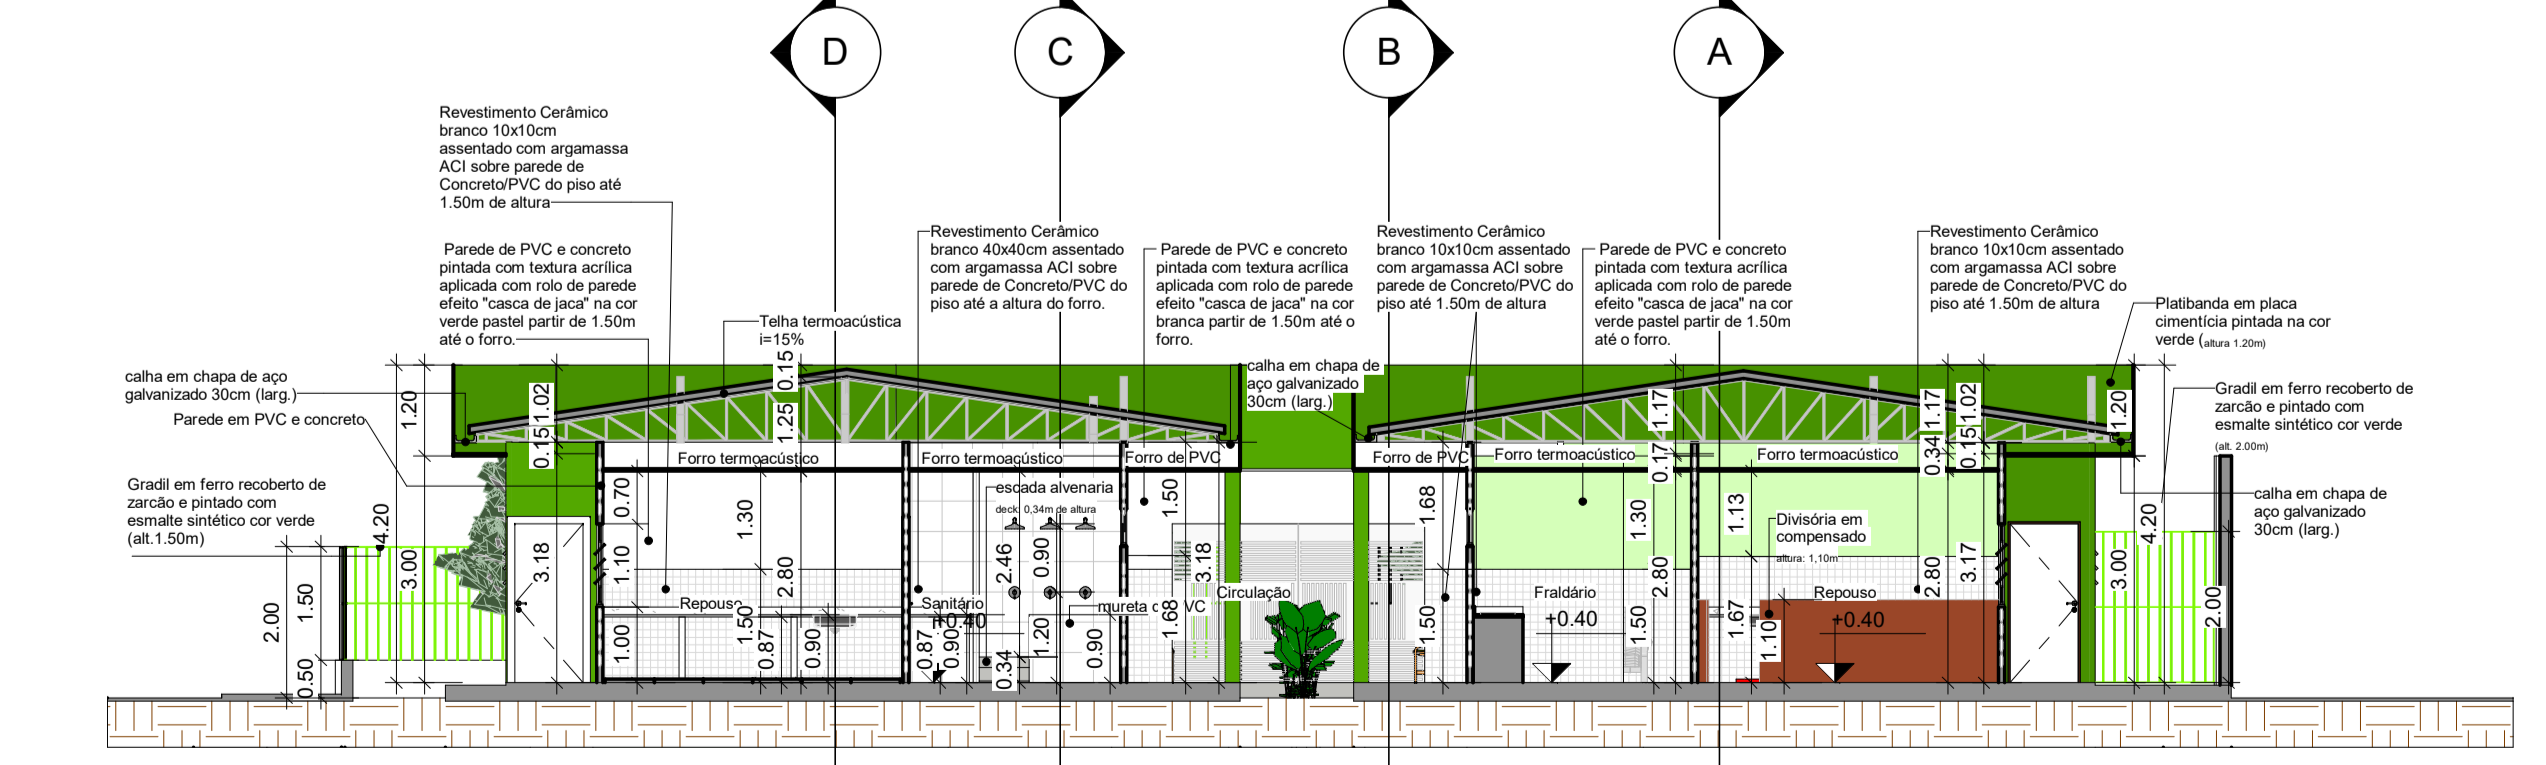 D
C
B
A
Revestimento Cerâmico
branco 10x10cm
assentado com argamassa
ACI sobre parede de
Concreto/PVC do piso até
1.50m de altura
Parede de PVC e concreto
pintada com textura acrílica
aplicada com rolo de parede
efeito "casca de jaca" na cor
verde pastel partir de 1.50m
até o forro.
Telha termoacústica
i=15%
Revestimento Cerâmico
branco 40x40cm assentado
com argamassa ACI sobre
parede de Concreto/PVC do
piso até a altura do forro.
Parede de PVC e concreto
pintada com textura acrílica
aplicada com rolo de parede
efeito "casca de jaca" na cor
branca partir de 1.50m até o
forro.
Revestimento Cerâmico
branco 10x10cm assentado
com argamassa ACI sobre
parede de Concreto/PVC do
piso até 1.50m de altura
Parede de PVC e concreto
pintada com textura acrílica
aplicada com rolo de parede
efeito "casca de jaca" na cor
verde pastel partir de 1.50m
até o forro.
Revestimento Cerâmico
branco 10x10cm assentado
com argamassa ACI sobre
parede de Concreto/PVC do
piso até 1.50m de altura
Platibanda em placa
cimentícia pintada na cor
verde (altura 1.20m)
calha em chapa de aço
galvanizado 30cm (larg.)
Parede em PVC e concreto
calha em chapa de
aço galvanizado
30cm (larg.)
Gradil em ferro recoberto de
zarcão e pintado com
esmalte sintético cor verde
(alt. 2.00m)
Gradil em ferro recoberto de
zarcão e pintado com
esmalte sintético cor verde
(alt.1.50m)
calha em chapa de
aço galvanizado
30cm (larg.)
1.20
1.02
0.15
0.15
1.25
1.17
1.17
1.02
1.20
0.17
0.34
0.15
Forro termoacústico
Forro termoacústico
Forro de PVC
Forro de PVC
Forro termoacústico
Forro termoacústico
escada alvenaria
deck: 0,34m de altura
Divisória em
compensado
altura: 1,10m
4.20
3.00
2.00
1.50
0.50
3.18
0.70
1.10
1.00
1.30
1.50
2.80
0.87
0.90
0.87
0.90
2.46
0.90
0.34
1.20
0.90
1.50
1.68
3.18
1.68
1.50
1.30
1.50
2.80
1.13
1.67
1.10
2.80
3.17
3.00
4.20
2.00
Repouso
Sanitário
+0.40
mureta
VC
Circulação
Fraldário
+0.40
Repouso
+0.40